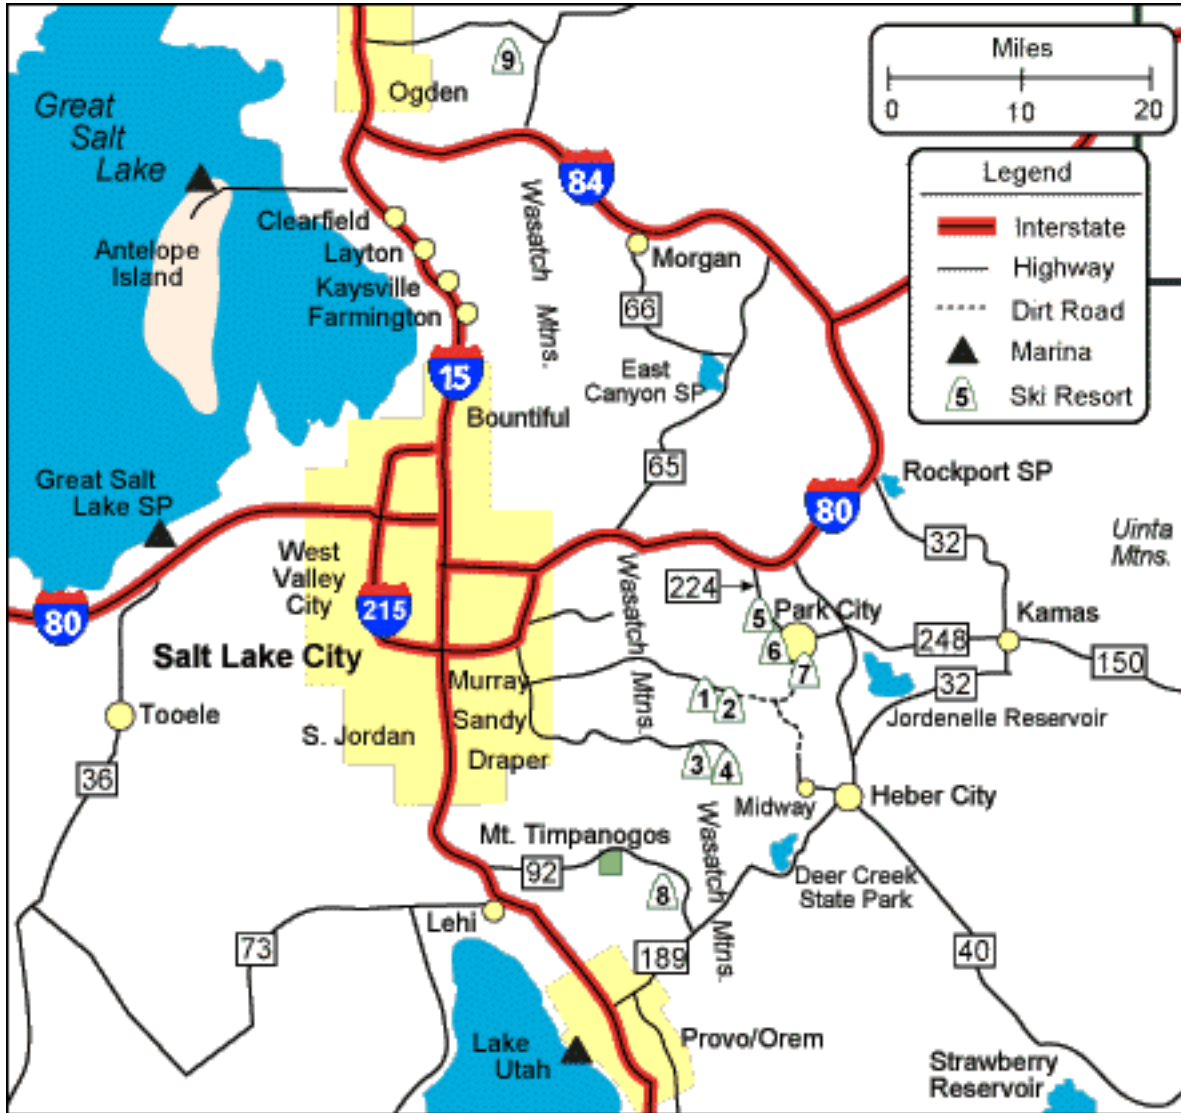 Miles
0 10 20
Legend
Interstate
Highway
Dirt Road
Marina
5 Ski Resort
Great
Salt
Lake
Antelope
Island
Ogden
9
84
Clearfield
Layton
Kaysville
Farmington
Wasatch Mtns.
Morgan
66
East
Canyon SP
15
Bountiful
65
Great Salt
Lake SP
80
Rockport SP
32
Uinta
Mtns.
West
Valley
City
215
80
Salt Lake City
Wasatch Mtns.
224
5
Park City
6
7
248
Kamas
150
32
Jordenelle Reservoir
Murray
1
2
Tooele
S. Jordan
Sandy
Draper
3
4
36
Midway
Heber City
Mt. Timpanogos
Wasatch Mtns.
92
8
Deer Creek
State Park
Lehi
73
189
40
Provo/Orem
Lake
Utah
Strawberry
Reservoir